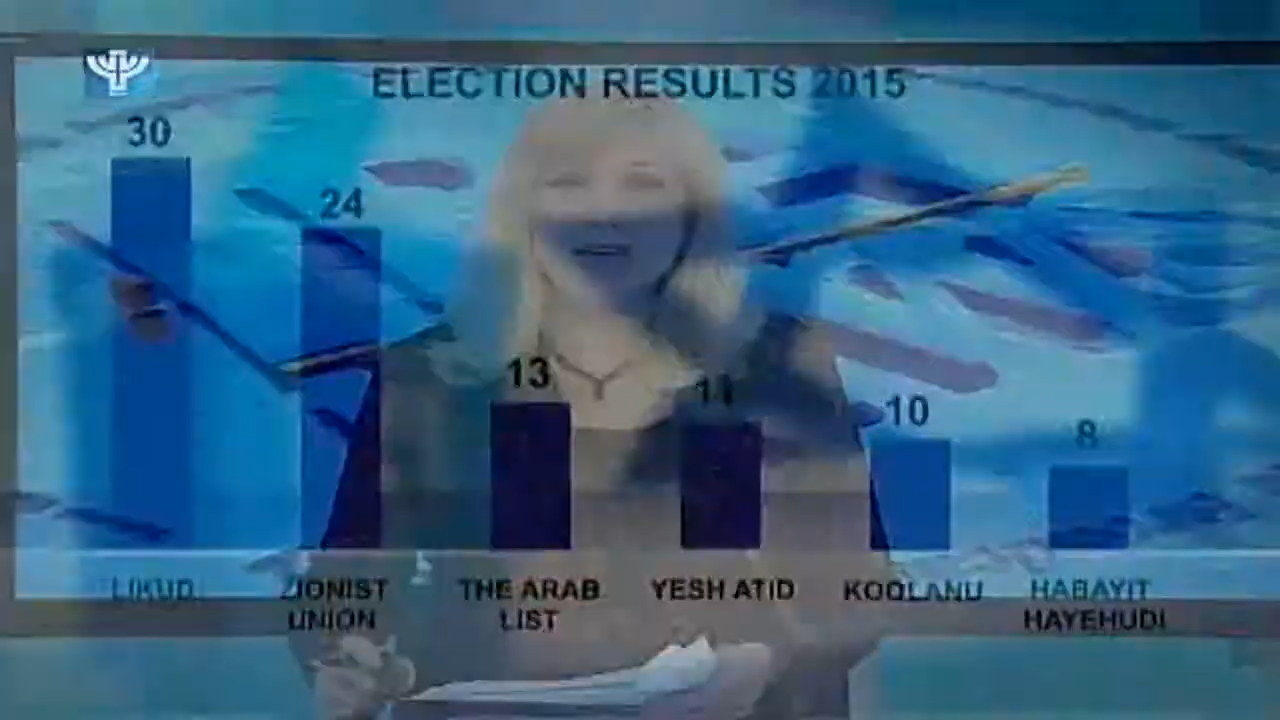 ELECTION RESULTS 2015
30
24
13
11
10
8
LIKUD
ZIONIST
UNION
THE ARAB
LIST
YESH ATID
KOOLANU
HABAYIT
HAYEHUDI